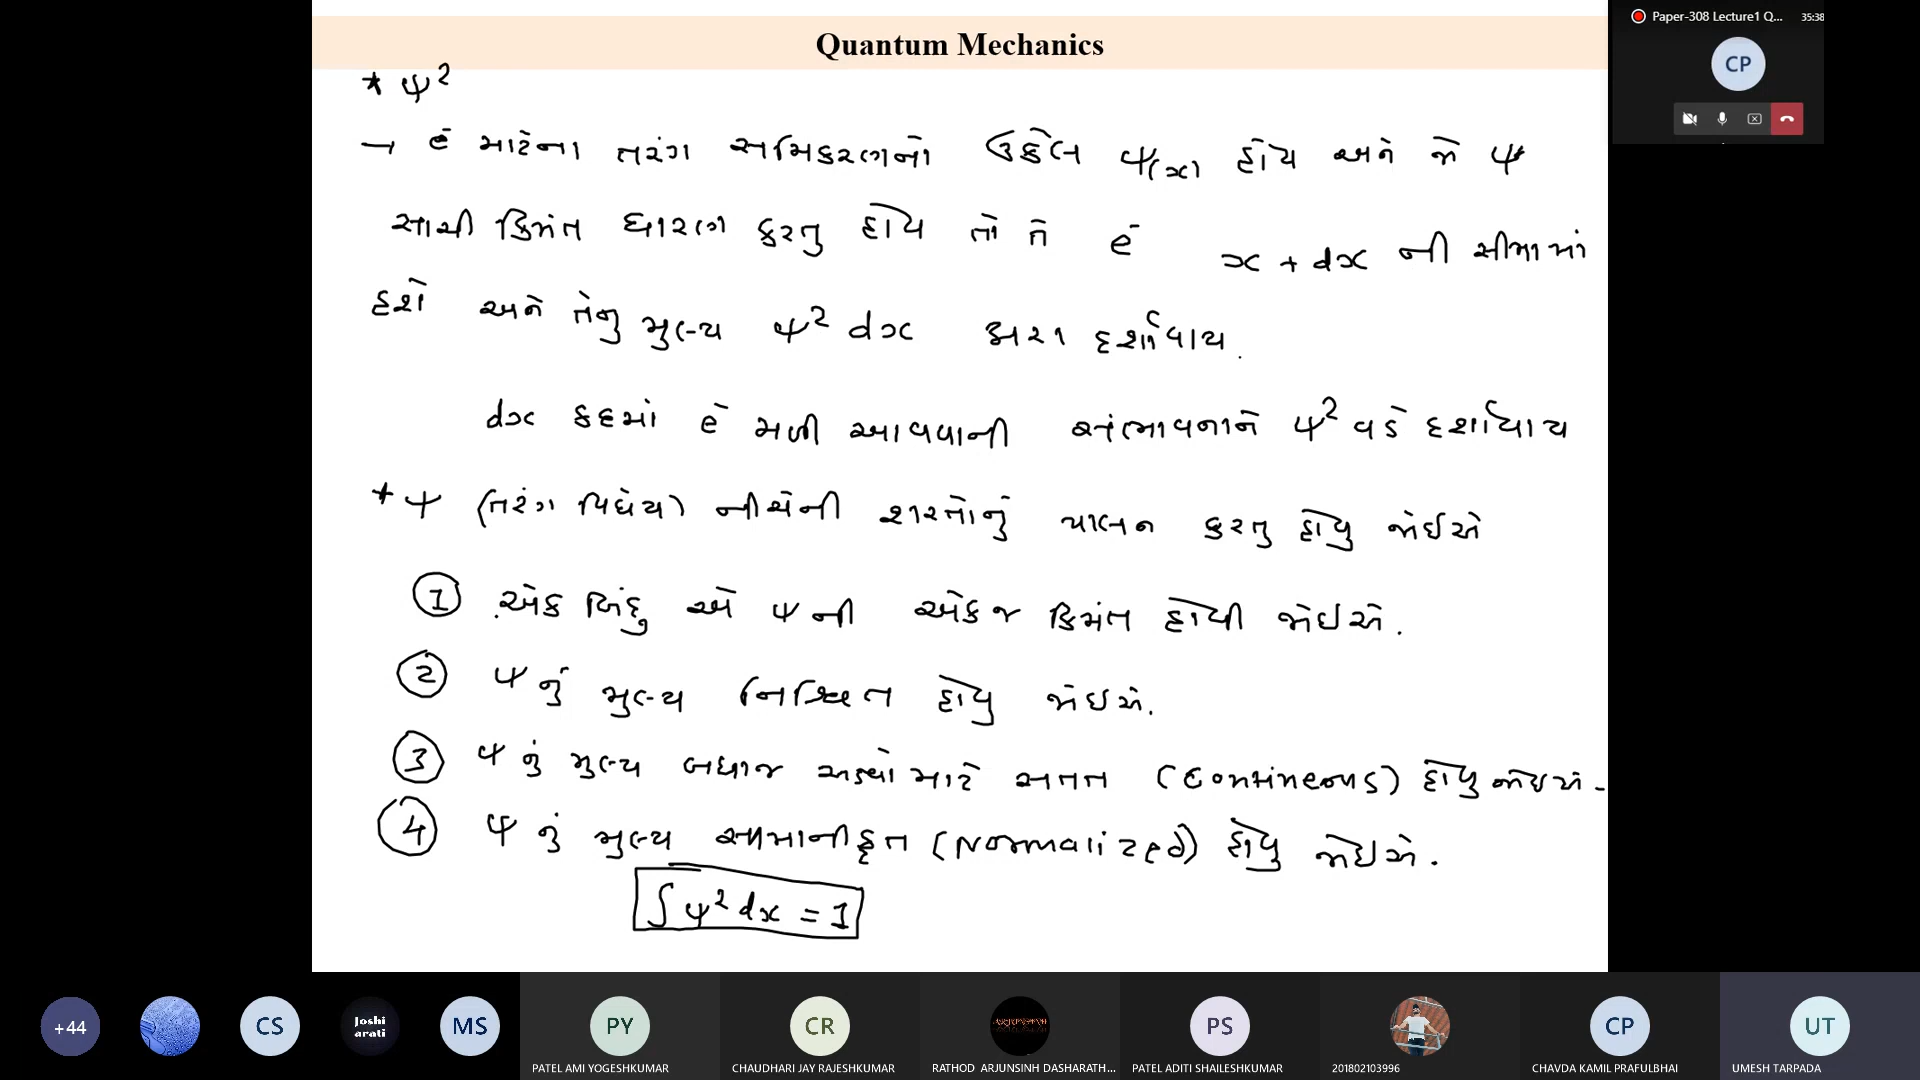 Quantum Mechanics
Paper-308 Lecture1 Q... 35:38
CP
* ψ²
→ e⁻ માટેના તરંગ સમિકરણનો ઉકેલ ψ(x) હોય અને જો ψ
સાચી કિમંત ધારણ કરતુ હોય તો તે e⁻ x + dx ની સીમામાં
હશે અને તેનુ મુલ્ય ψ² dx દ્વારા દર્શાવાય.
dx કદમાં e⁻ મળી આવવાની સંભાવનાને ψ² વડે દર્શાવાય
* ψ (તરંગ વિધેય) નીચેની શરતોનું પાલન કરતુ હોવુ જોઈએ
① એક બિંદુ એ ψ ની એક જ કિમંત હોવી જોઈએ.
② ψ નું મુલ્ય નિશ્ચિત હોવુ જોઈએ.
③ ψ નું મુલ્ય બધાજ માટે સતત (Contineous) હોવુ જોઈએ.
④ ψ નું મુલ્ય સામાનીકૃત (Normalized) હોવુ જોઈએ.
∫ ψ² dx = 1
+44 CS Joshi arati MS PY CR PS CP UT
PATEL AMI YOGESHKUMAR CHAUDHARI JAY RAJESHKUMAR RATHOD ARJUNSINH DASHARATH... PATEL ADITI SHAILESHKUMAR 201802103996 CHAVDA KAMIL PRAFULBHAI UMESH TARPADA